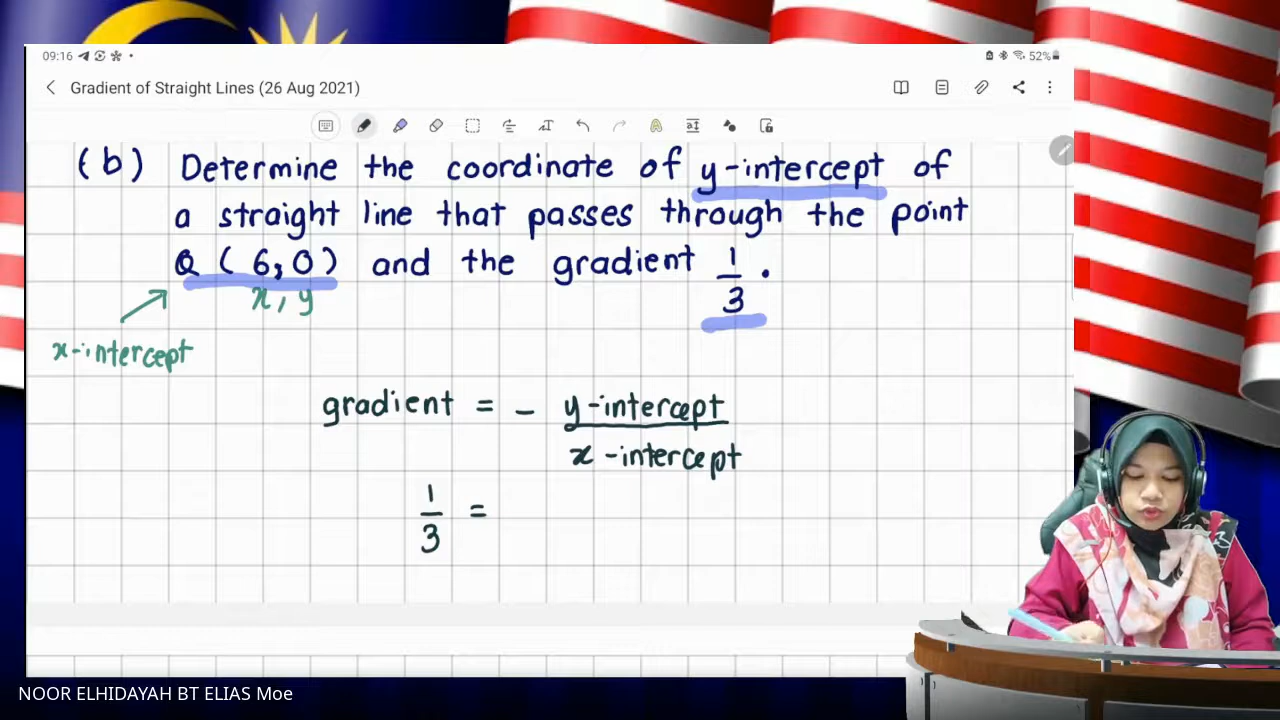 09:16
52%
Gradient of Straight Lines (26 Aug 2021)
(b) Determine the coordinate of y-intercept of
a straight line that passes through the point
Q (6,0) and the gradient 1/3.
x, y
x-intercept
gradient = - y-intercept
x-intercept
1/3 =
NOOR ELHIDAYAH BT ELIAS Moe